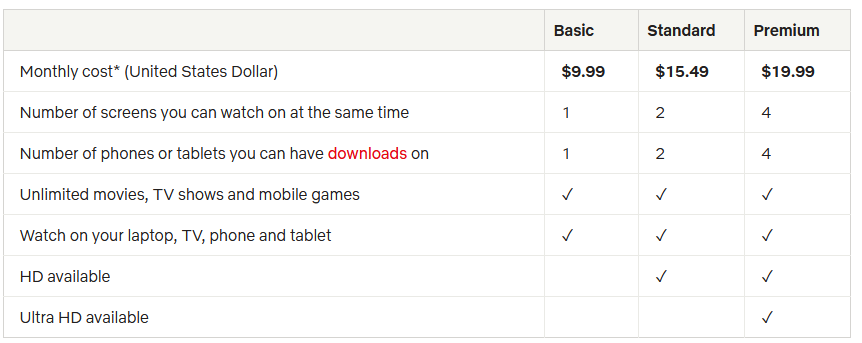 Basic Standard Premium
Monthly cost* (United States Dollar) $9.99 $15.49 $19.99
Number of screens you can watch on at the same time 1 2 4
Number of phones or tablets you can have downloads on 1 2 4
Unlimited movies, TV shows and mobile games ✓ ✓ ✓
Watch on your laptop, TV, phone and tablet ✓ ✓ ✓
HD available ✓ ✓
Ultra HD available ✓